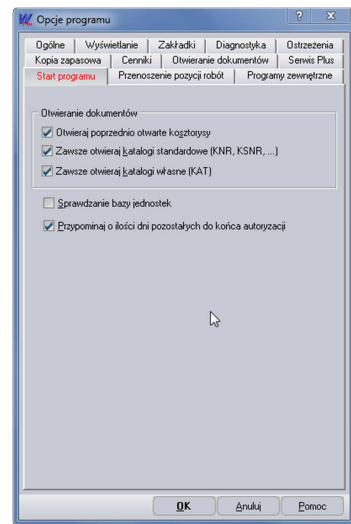 Opcje programu
Ogólne Wyświetlanie Zakładki Diagnostyka Ostrzeżenia
Kopia zapasowa Cenniki Otwieranie dokumentów Serwis Plus
Start programu Przenoszenie pozycji robót Programy zewnętrzne
Otwieranie dokumentów
Otwieraj poprzednio otwarte kosztorysy
Zawsze otwieraj katalogi standardowe (KNR, KSNR, ...)
Zawsze otwieraj katalogi własne (KAT)
Sprawdzanie bazy jednostek
Przypominaj o ilości dni pozostałych do końca autoryzacji
OK Anuluj Pomoc